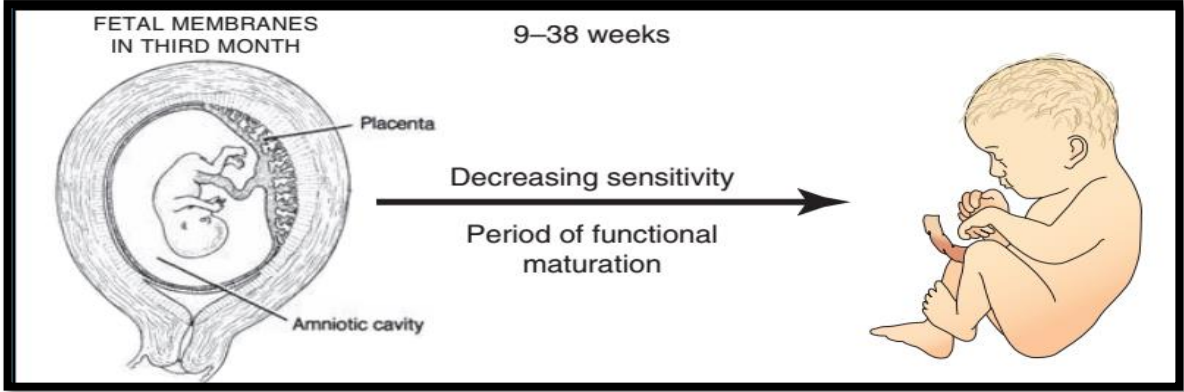 FETAL MEMBRANES
IN THIRD MONTH
9–38 weeks
Placenta
Decreasing sensitivity
Period of functional
maturation
Amniotic cavity